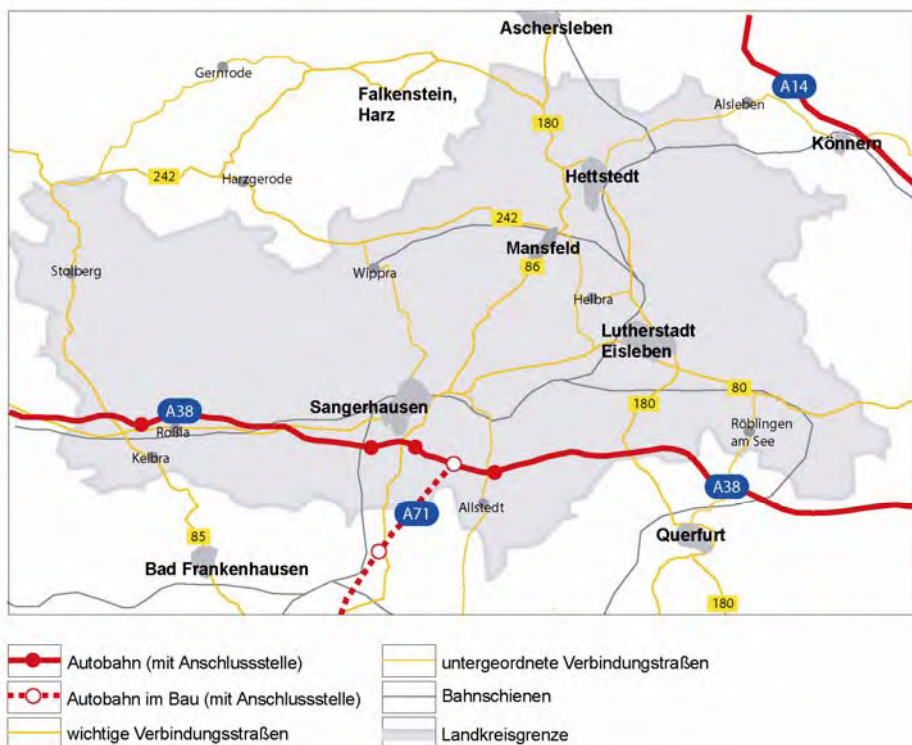 Aschersleben
Gernrode
A14
Falkenstein,
Harz
Alsleben
180
Könnern
242
Harzgerode
Hettstedt
242
Mansfeld
86
Stolberg
Wippra
Helbra
Lutherstadt
Eisleben
80
A38
Sangerhausen
180
Roßla
Röblingen
am See
Kelbra
A38
Allstedt
A71
85
Querfurt
Bad Frankenhausen
180
Autobahn (mit Anschlussstelle)
untergeordnete Verbindungstraßen
Autobahn im Bau (mit Anschlussstelle)
Bahnschienen
wichtige Verbindungsstraßen
Landkreisgrenze